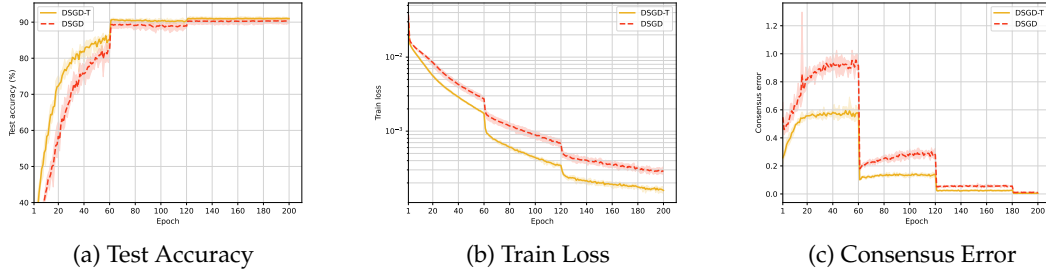 DSGD-T
DSGD
Test accuracy (%)
90
80
70
60
50
40
1 20 40 60 80 100 120 140 160 180 200
Epoch
(a) Test Accuracy
DSGD-T
DSGD
Train loss
10⁻²
10⁻³
1 20 40 60 80 100 120 140 160 180 200
Epoch
(b) Train Loss
DSGD-T
DSGD
Consensus error
1.2
1.0
0.8
0.6
0.4
0.2
0.0
1 20 40 60 80 100 120 140 160 180 200
Epoch
(c) Consensus Error